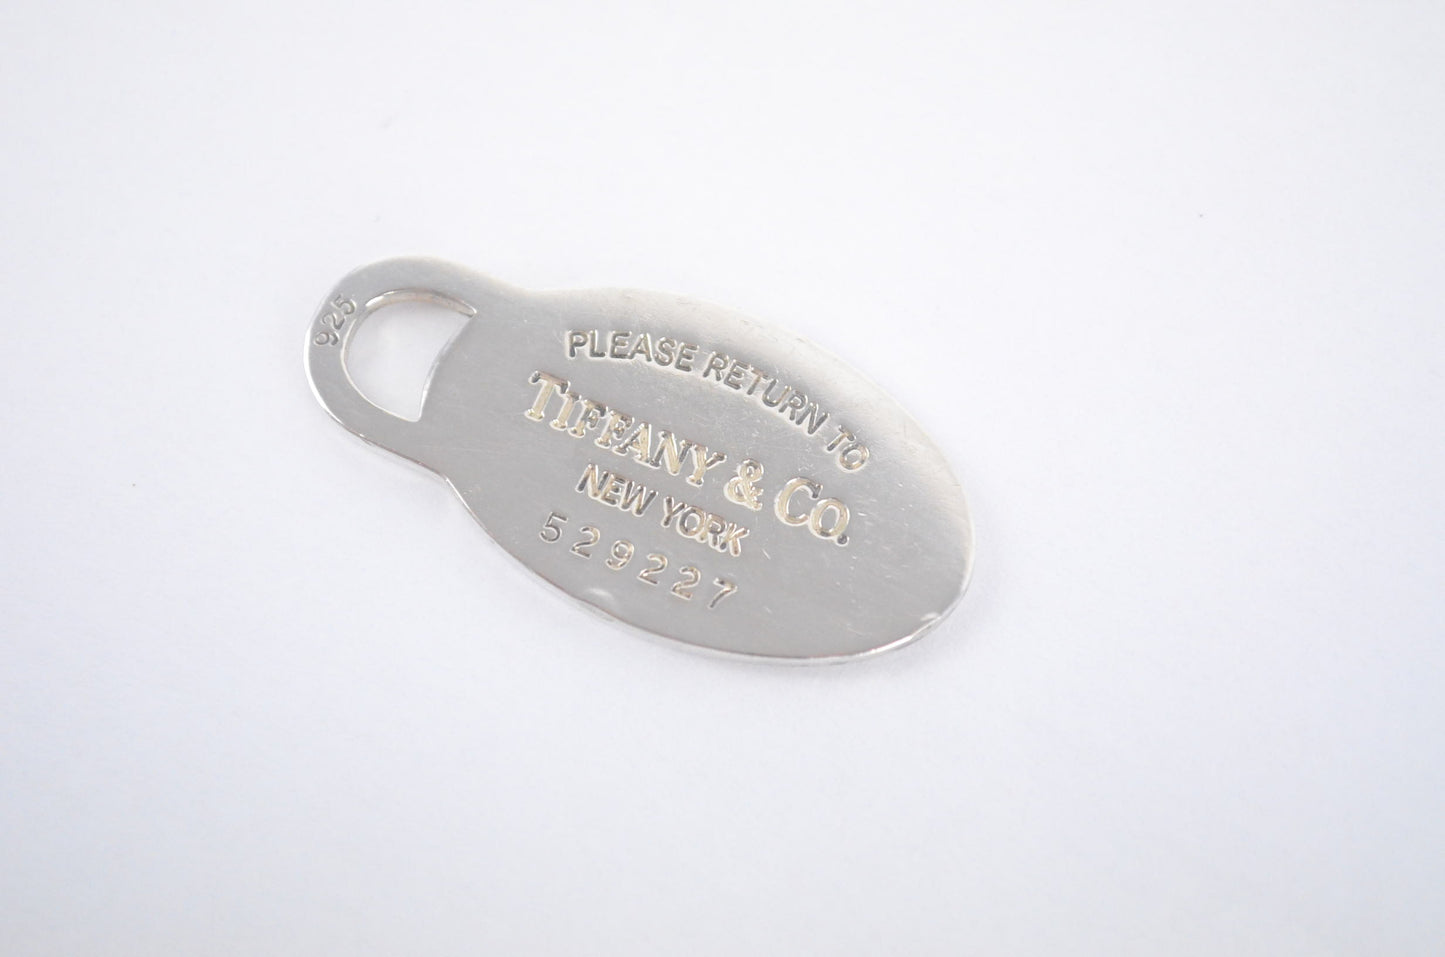 925
PLEASE RETURN TO
TIFFANY & CO.
NEW YORK
529227